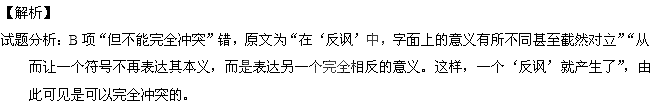 【解析】
试题分析：B 项“但不能完全冲突”错，原文为“在‘反讽’中，字面上的意义有所不同甚至截然对立”“从
而让一个符号不再表达其本义，而是表达另一个完全相反的意义。这样，一个‘反讽’就产生了”，由
此可见是可以完全冲突的。